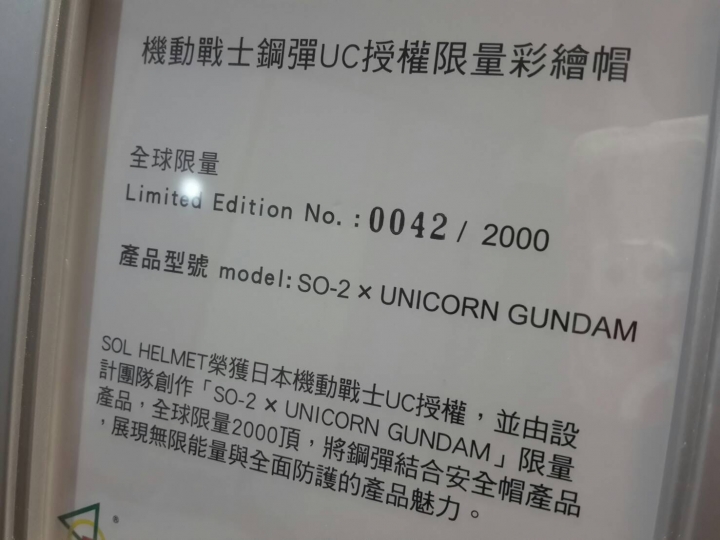 機動戰士鋼彈UC授權限量彩繪帽
全球限量
Limited Edition No. : 0042 / 2000
產品型號 model: SO-2 × UNICORN GUNDAM
SOL HELMET榮獲日本機動戰士UC授權，並由設
計團隊創作「SO-2 × UNICORN GUNDAM」限量
產品，全球限量2000頂，將鋼彈結合安全帽產品
，展現無限能量與全面防護的產品魅力。
®